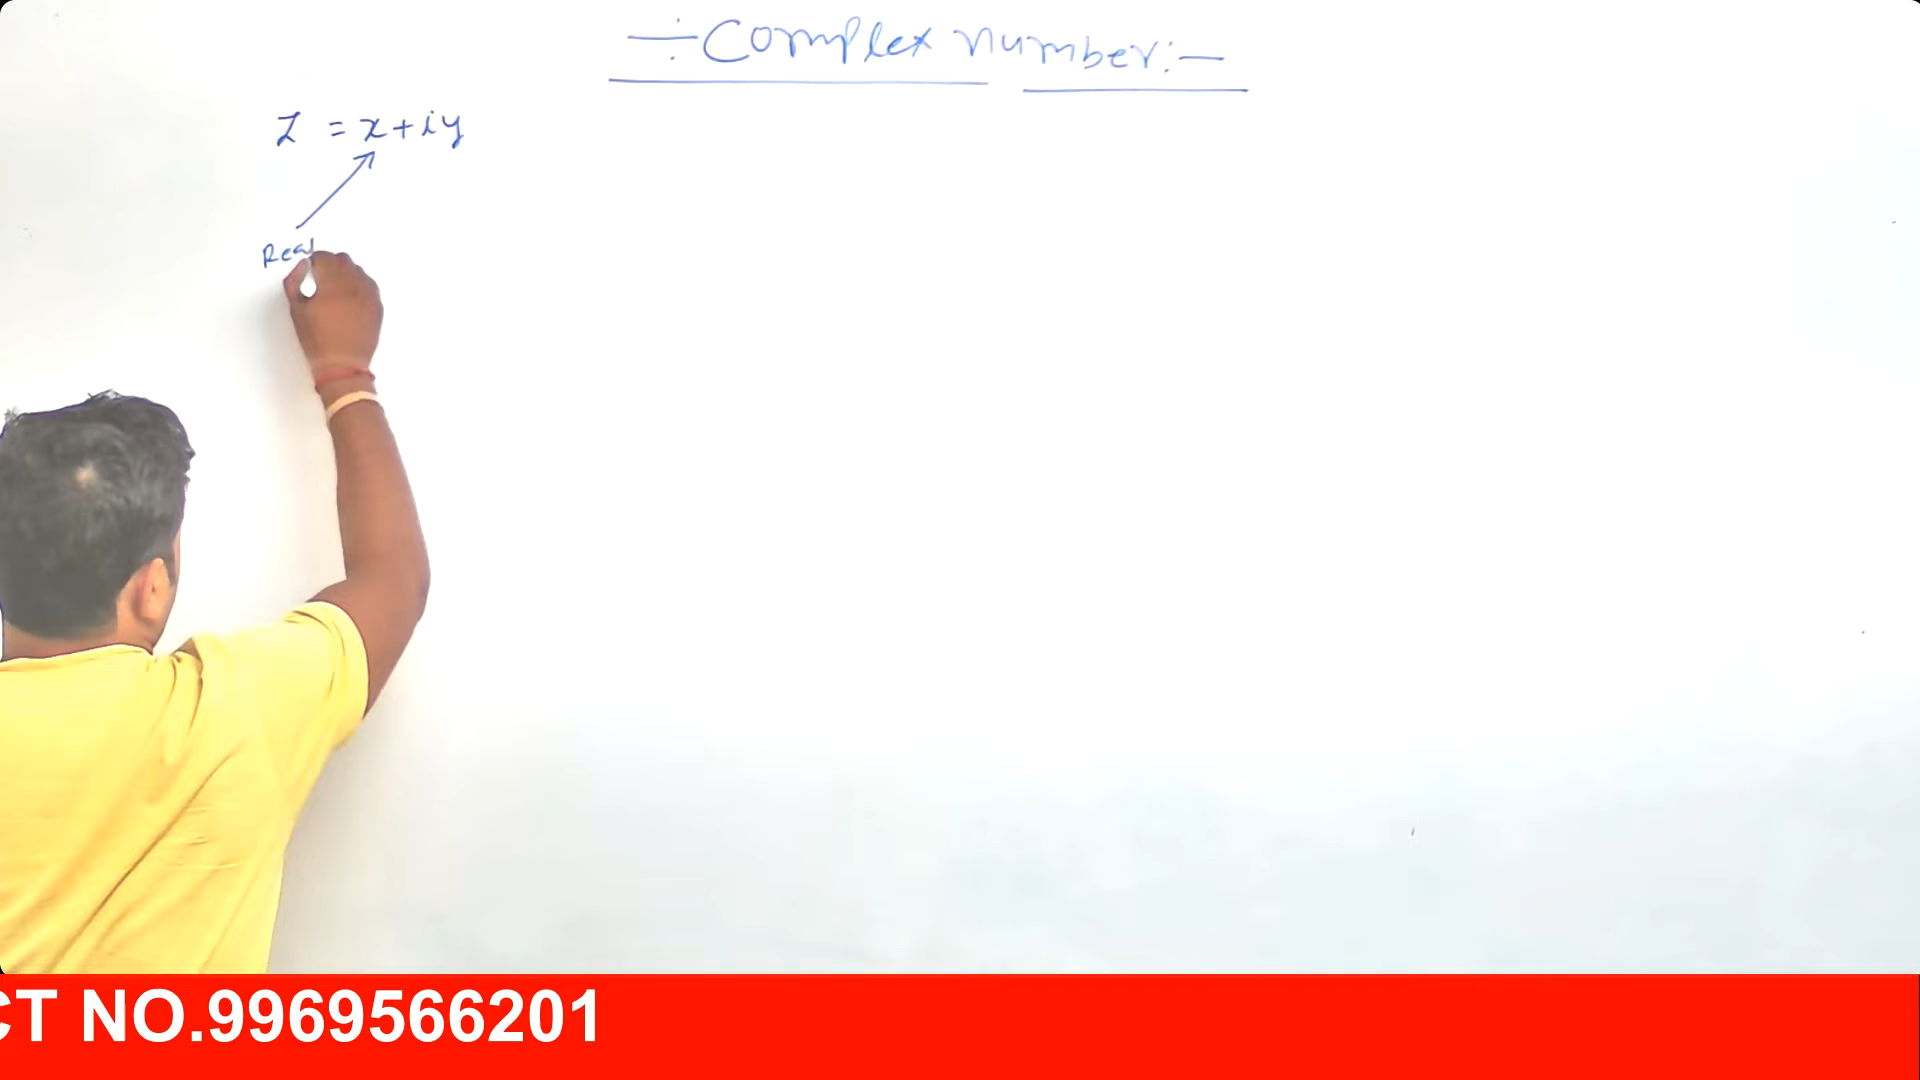 -:- Complex number:-
Z = x+iy
Real
CT NO.9969566201